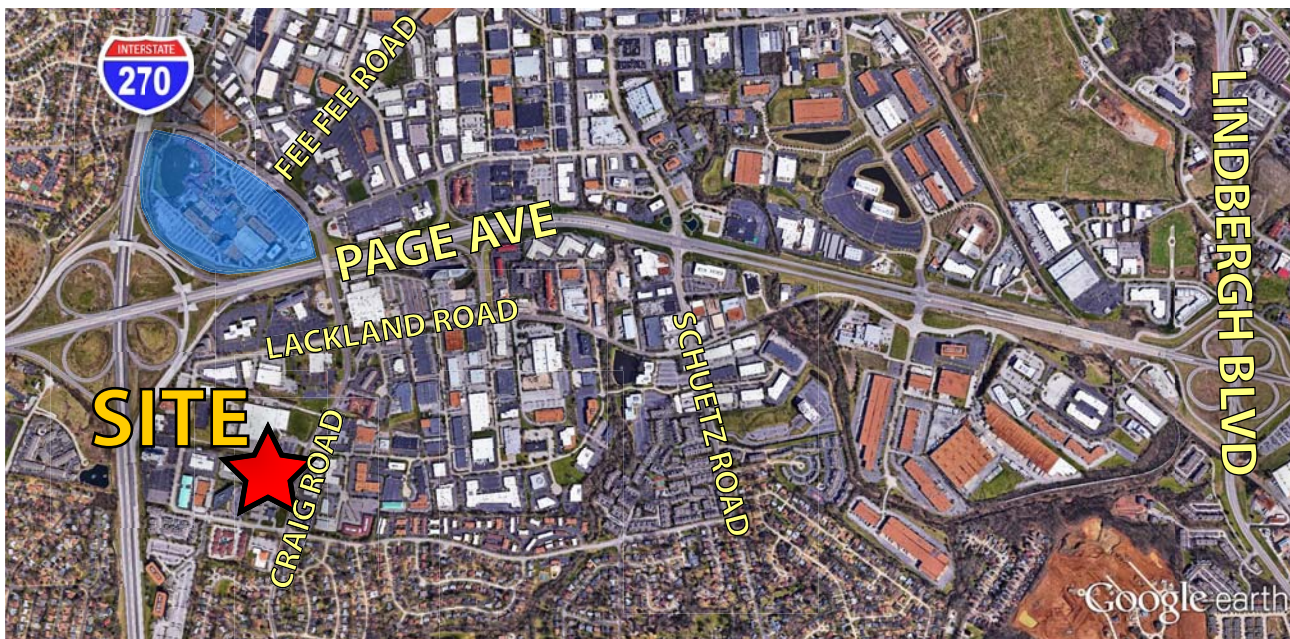 INTERSTATE
270
FEE FEE ROAD
LINDBERGH BLVD
PAGE AVE
LACKLAND ROAD
SCHUETZ ROAD
SITE
CRAIG ROAD
Google earth